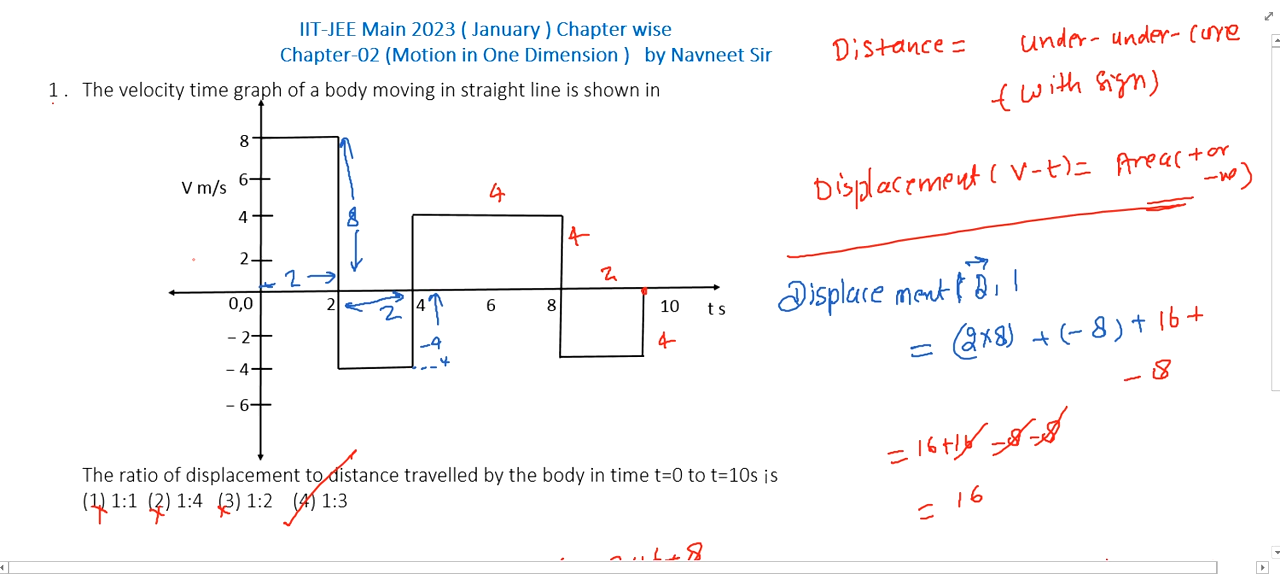 IIT-JEE Main 2023 ( January ) Chapter wise
Chapter-02 (Motion in One Dimension ) by Navneet Sir
1 . The velocity time graph of a body moving in straight line is shown in
8
V m/s 6
4
2
0,0 2 4 6 8 10 t s
- 2
- 4
- 6
2
8
2
-4
-4
4
4
2
4
The ratio of displacement to distance travelled by the body in time t=0 to t=10s is
(1) 1:1 (2) 1:4 (3) 1:2 (4) 1:3
Distance = under-under-curve
(with sign)
Displacement ( v-t) = Area(+ or
-ve)
Displacement
= (2×8) + (-8) + 16 +
- 8
= 16+16 -8-8
= 16